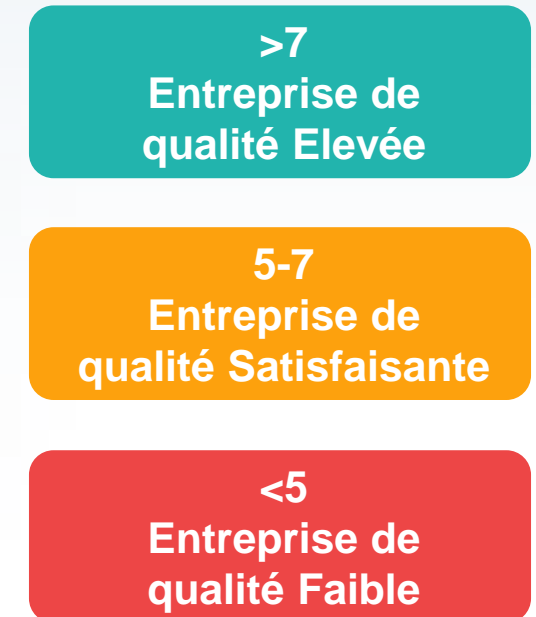 >7
Entreprise de
qualité Elevée
5-7
Entreprise de
qualité Satisfaisante
<5
Entreprise de
qualité Faible